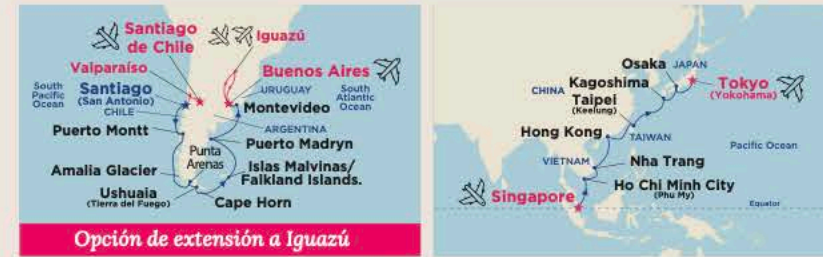 Santiago
de Chile
Iguazú
Valparaíso
Buenos Aires
South
Pacific
Ocean
Santiago
(San Antonio)
CHILE
URUGUAY
South
Atlantic
Ocean
Montevideo
Puerto Montt
ARGENTINA
Puerto Madryn
Punta
Arenas
Amalia Glacier
Islas Malvinas/
Falkland Islands.
Ushuaia
(Tierra del Fuego)
Cape Horn
Opción de extensión a Iguazú
Osaka
JAPAN
Kagoshima
Tokyo
(Yokohama)
CHINA
Taipei
(Keelung)
Hong Kong
TAIWAN
Pacific Ocean
VIETNAM
Nha Trang
Ho Chi Minh City
(Phu My)
Singapore
Equator